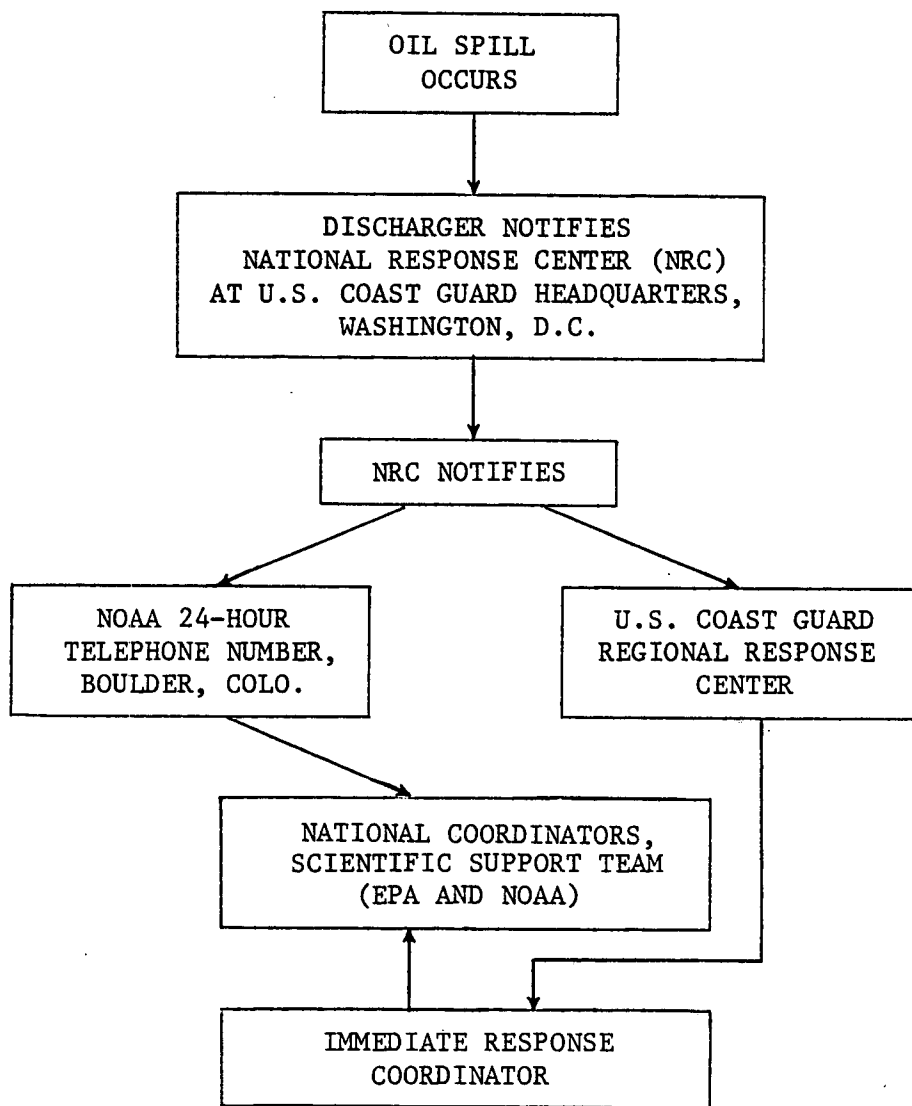 OIL SPILL
OCCURS
DISCHARGER NOTIFIES
NATIONAL RESPONSE CENTER (NRC)
AT U.S. COAST GUARD HEADQUARTERS,
WASHINGTON, D.C.
NRC NOTIFIES
NOAA 24-HOUR
TELEPHONE NUMBER,
BOULDER, COLO.
U.S. COAST GUARD
REGIONAL RESPONSE
CENTER
NATIONAL COORDINATORS,
SCIENTIFIC SUPPORT TEAM
(EPA AND NOAA)
IMMEDIATE RESPONSE
COORDINATOR